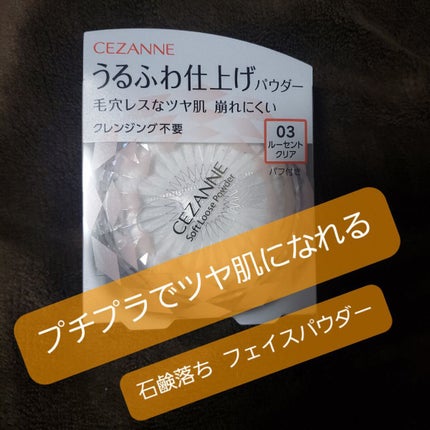 CEZANNE
うるふわ仕上げパウダー
毛穴レスなツヤ肌 崩れにくい
クレンジング不要
03
ルーセント
クリア
パフ付き
CEZANNE
Soft Loose Powder
プチプラでツヤ肌になれる
石鹸落ち フェイスパウダー